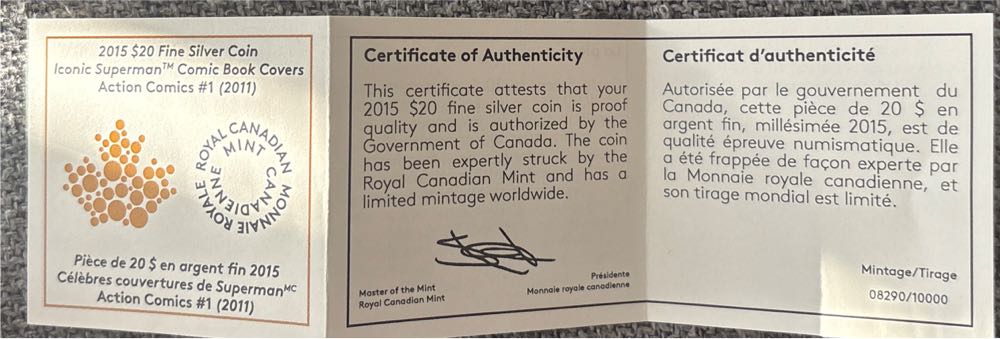 2015 $20 Fine Silver Coin
Iconic Superman™ Comic Book Covers
Action Comics #1 (2011)
ROYAL CANADIAN MINT
MONNAIE ROYALE CANADIENNE
Pièce de 20 $ en argent fin 2015
Célèbres couvertures de Superman^MC
Action Comics #1 (2011)
Certificate of Authenticity
This certificate attests that your
2015 $20 fine silver coin is proof
quality and is authorized by the
Government of Canada. The coin
has been expertly struck by the
Royal Canadian Mint and has a
limited mintage worldwide.
Master of the Mint
Royal Canadian Mint
Présidente
Monnaie royale canadienne
Certificat d'authenticité
Autorisée par le gouvernement du
Canada, cette pièce de 20 $ en
argent fin, millésimée 2015, est de
qualité épreuve numismatique. Elle
a été frappée de façon experte par
la Monnaie royale canadienne, et
son tirage mondial est limité.
Mintage/Tirage
08290/10000